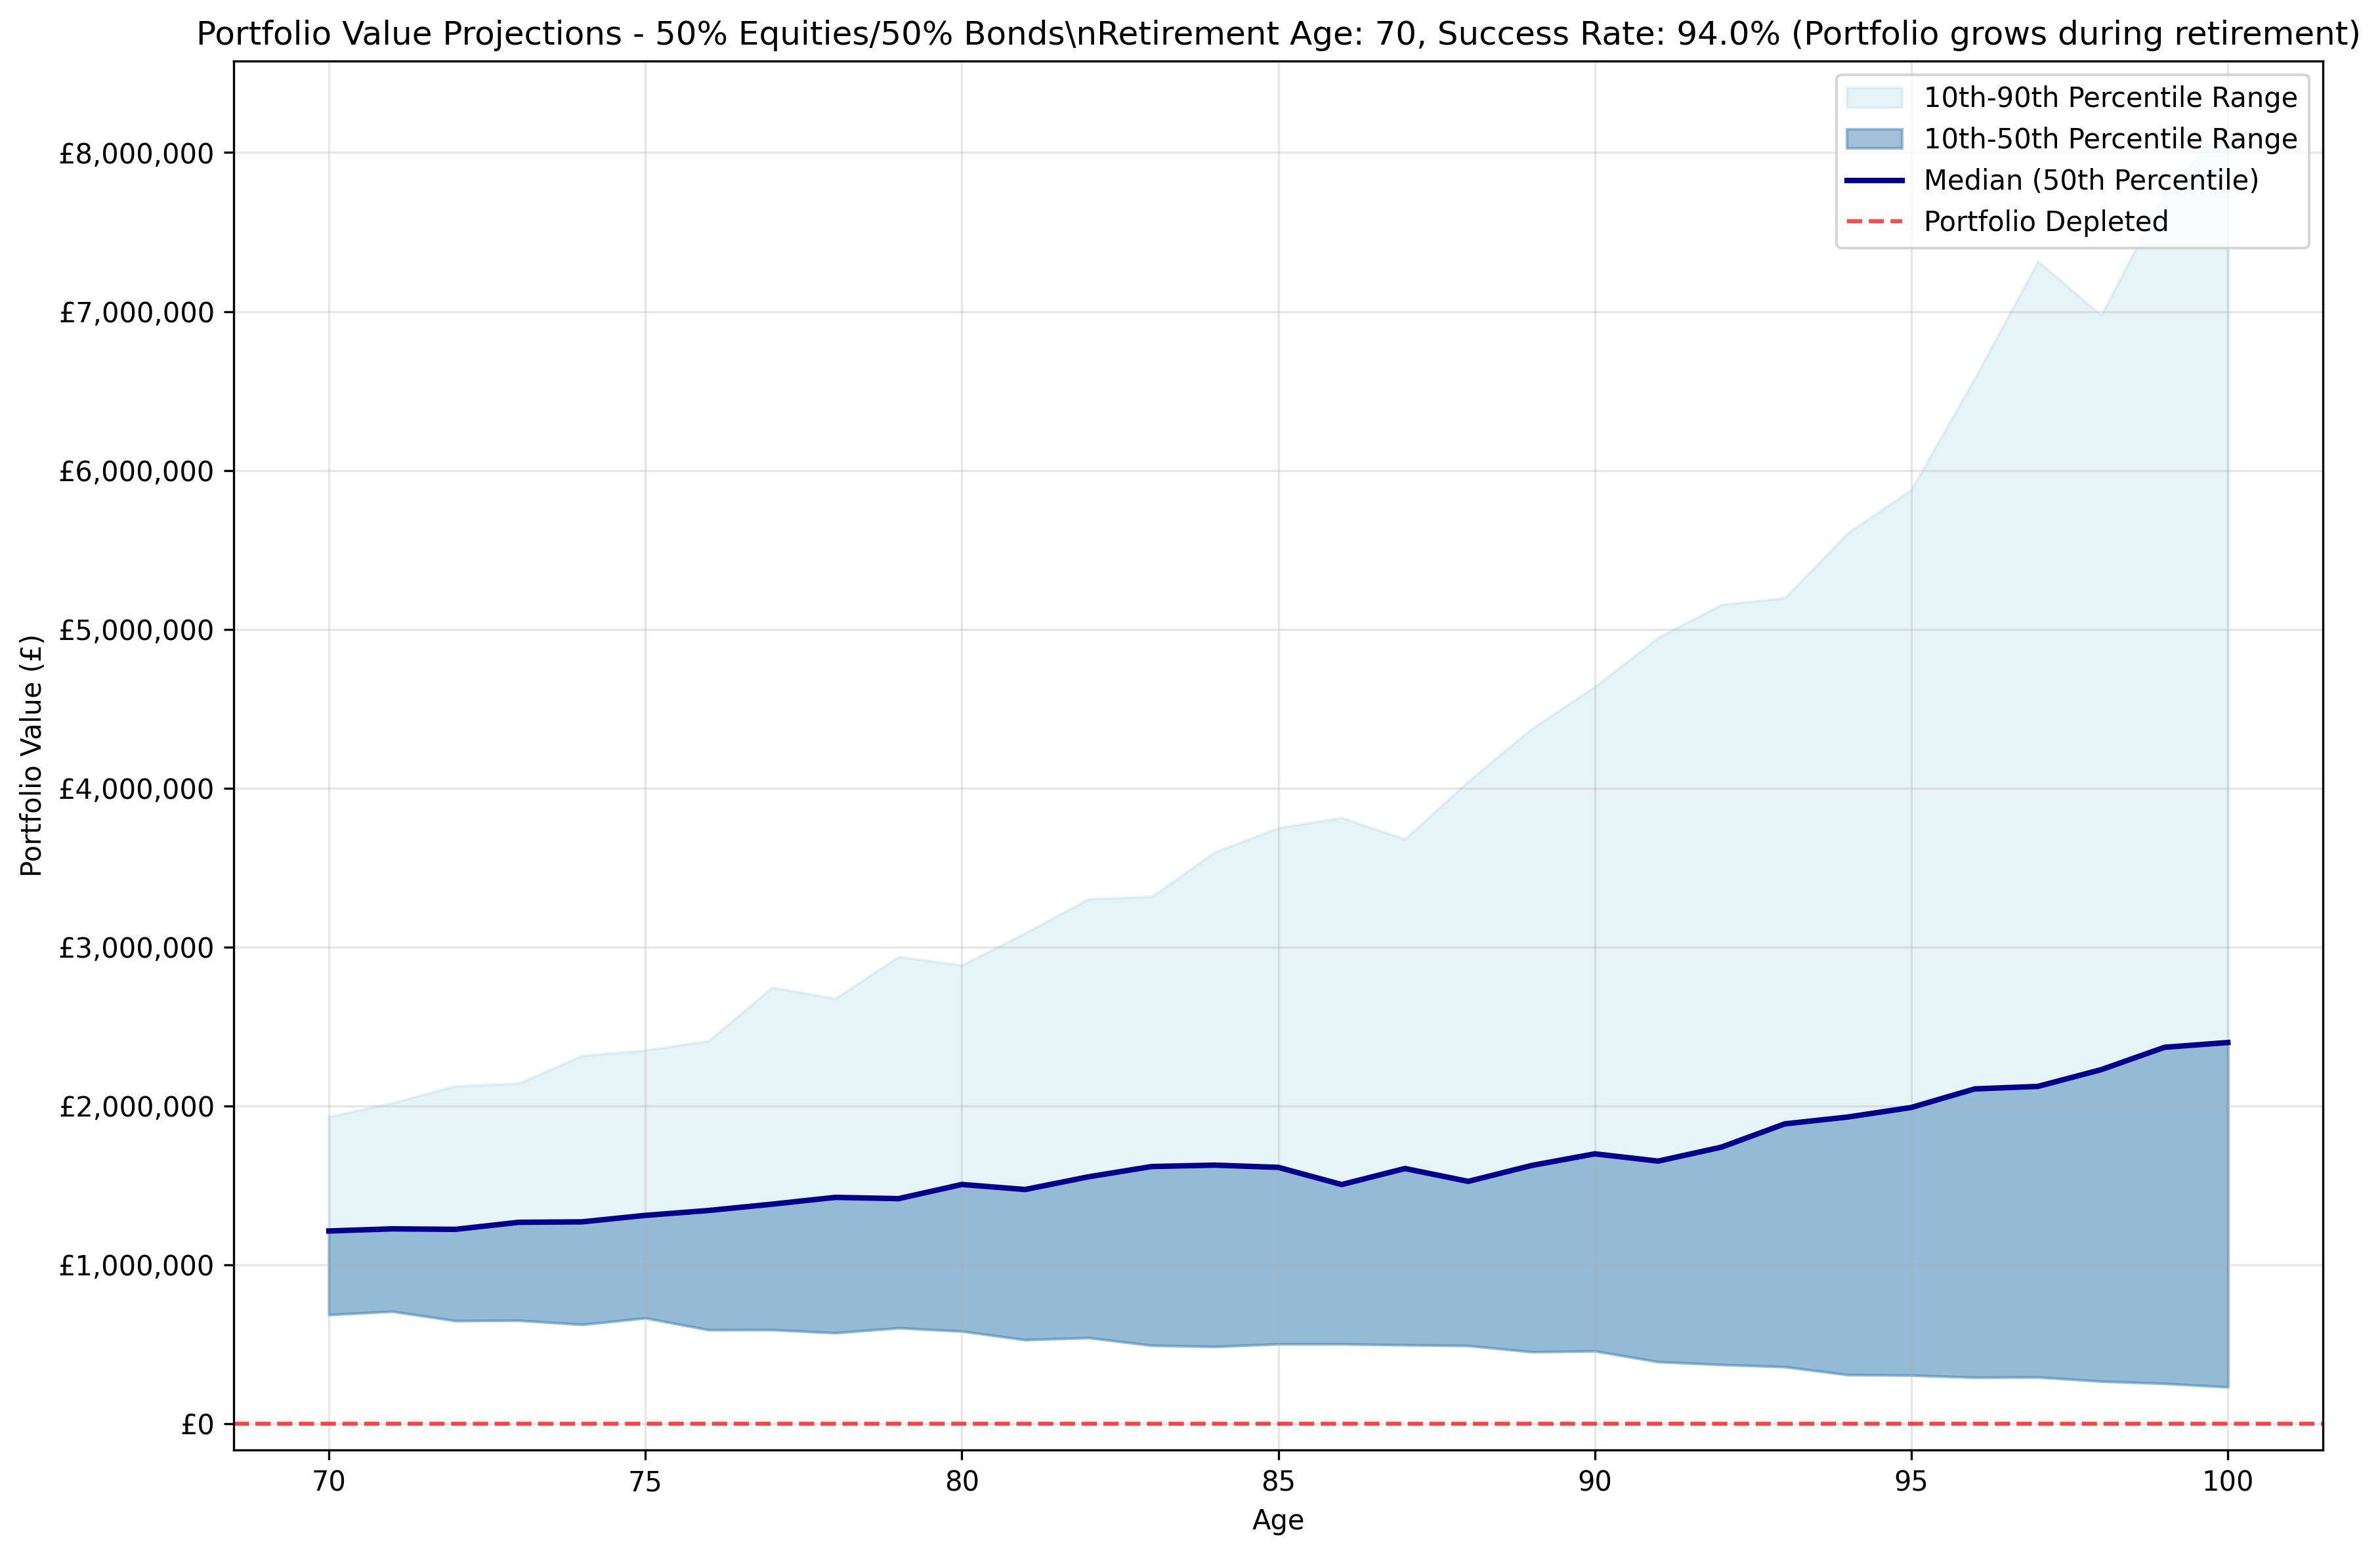 Portfolio Value Projections - 50% Equities/50% Bonds\nRetirement Age: 70, Success Rate: 94.0% (Portfolio grows during retirement)
10th-90th Percentile Range
10th-50th Percentile Range
Median (50th Percentile)
Portfolio Depleted
£8,000,000
£7,000,000
£6,000,000
£5,000,000
£4,000,000
£3,000,000
£2,000,000
£1,000,000
£0
Portfolio Value (£)
70
75
80
85
90
95
100
Age